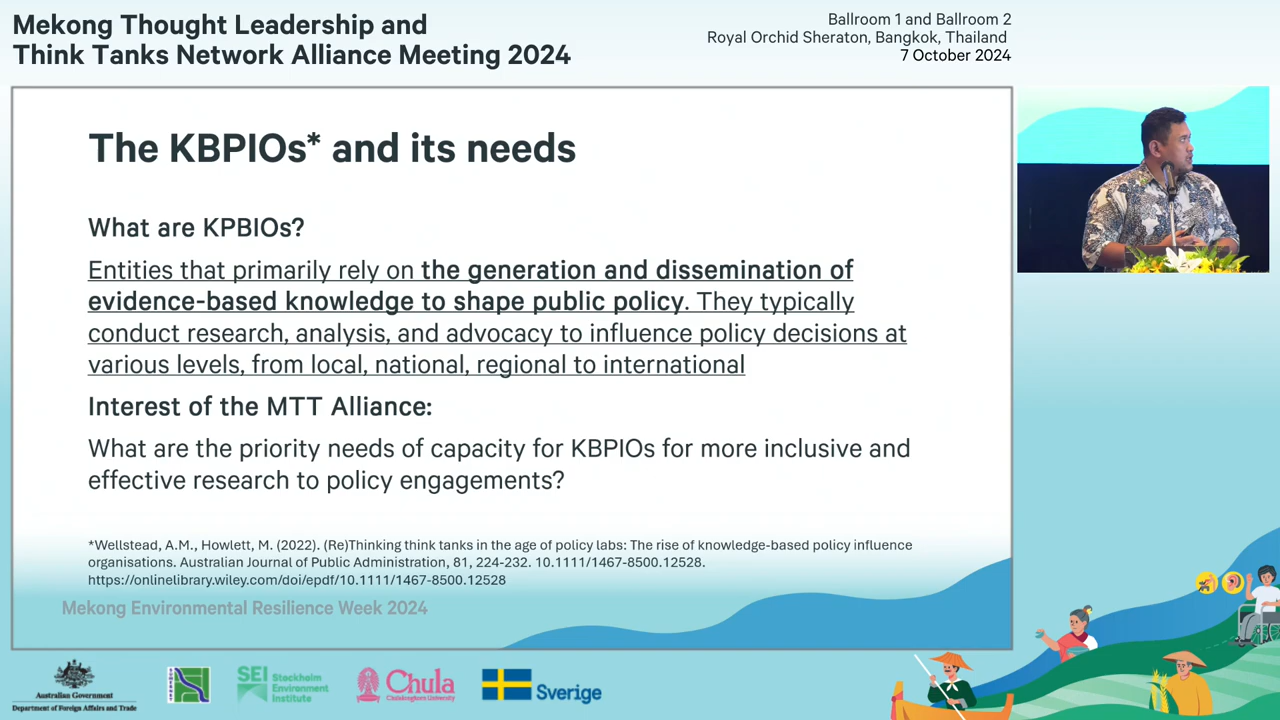 Mekong Thought Leadership and
Think Tanks Network Alliance Meeting 2024
Ballroom 1 and Ballroom 2
Royal Orchid Sheraton, Bangkok, Thailand
7 October 2024
The KBPIOs* and its needs
What are KPBIOs?
Entities that primarily rely on the generation and dissemination of
evidence-based knowledge to shape public policy. They typically
conduct research, analysis, and advocacy to influence policy decisions at
various levels, from local, national, regional to international
Interest of the MTT Alliance:
What are the priority needs of capacity for KBPIOs for more inclusive and
effective research to policy engagements?
*Wellstead, A.M., Howlett, M. (2022). (Re)Thinking think tanks in the age of policy labs: The rise of knowledge-based policy influence
organisations. Australian Journal of Public Administration, 81, 224-232. 10.1111/1467-8500.12528.
https://onlinelibrary.wiley.com/doi/epdf/10.1111/1467-8500.12528
Mekong Environmental Resilience Week 2024
Australian Government
Department of Foreign Affairs and Trade
SEI Stockholm
Environment
Institute
Chula
Chulalongkorn University
Sverige